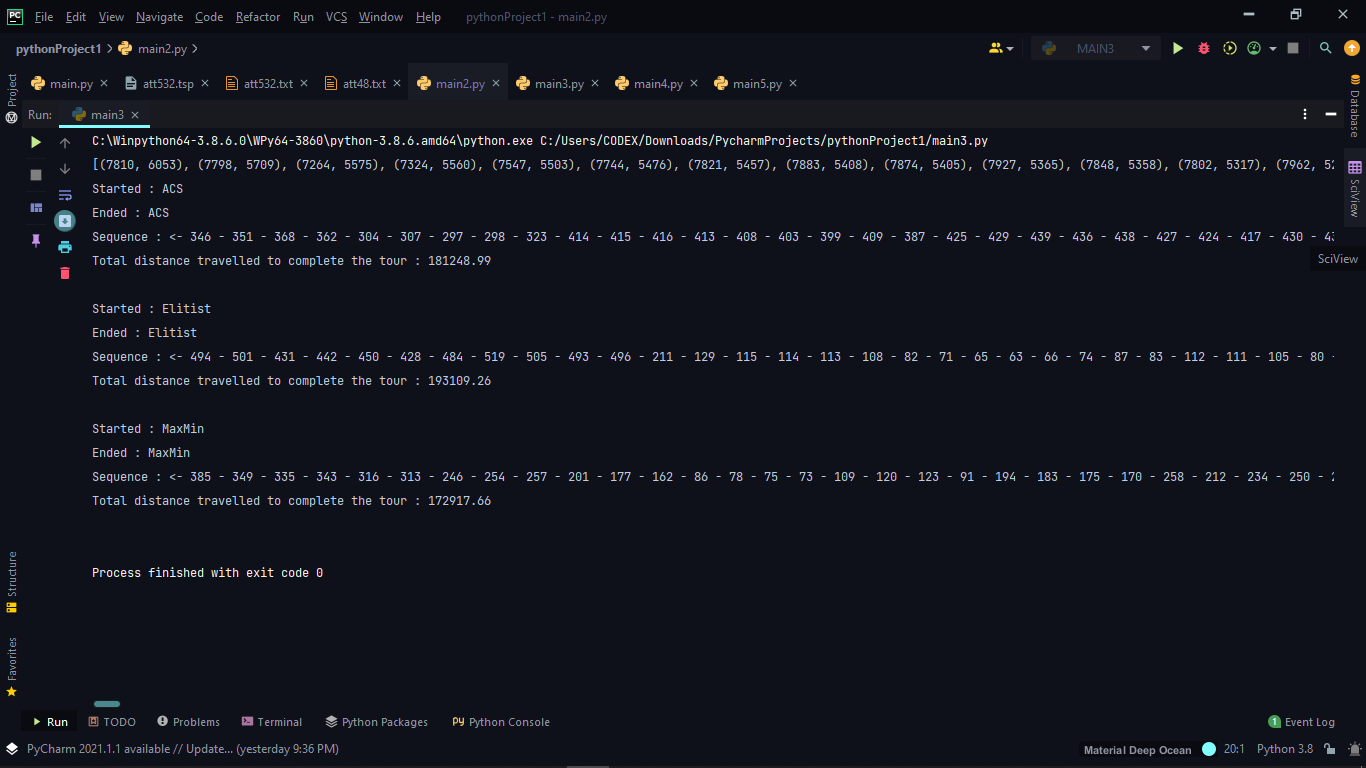 PC File Edit View Navigate Code Refactor Run VCS Window Help pythonProject1 - main2.py
pythonProject1 main2.py MAIN3
main.py att532.tsp att532.txt att48.txt main2.py main3.py main4.py main5.py
Project
Database
SciView
SciView
Run: main3
C:\Winpython64-3.8.6.0\WPy64-3860\python-3.8.6.amd64\python.exe C:/Users/CODEX/Downloads/PycharmProjects/pythonProject1/main3.py
[(7810, 6053), (7798, 5709), (7264, 5575), (7324, 5560), (7547, 5503), (7744, 5476), (7821, 5457), (7883, 5408), (7874, 5405), (7927, 5365), (7848, 5358), (7802, 5317), (7962, 52
Started : ACS
Ended : ACS
Sequence : <- 346 - 351 - 368 - 362 - 304 - 307 - 297 - 298 - 323 - 414 - 415 - 416 - 413 - 408 - 403 - 399 - 409 - 387 - 425 - 429 - 439 - 436 - 438 - 427 - 424 - 417 - 430 -
Total distance travelled to complete the tour : 181248.99
Started : Elitist
Ended : Elitist
Sequence : <- 494 - 501 - 431 - 442 - 450 - 428 - 484 - 519 - 505 - 493 - 496 - 211 - 129 - 115 - 114 - 113 - 108 - 82 - 71 - 65 - 63 - 66 - 74 - 87 - 83 - 112 - 111 - 105 - 80 -
Total distance travelled to complete the tour : 193109.26
Started : MaxMin
Ended : MaxMin
Sequence : <- 385 - 349 - 335 - 343 - 316 - 313 - 246 - 254 - 257 - 201 - 177 - 162 - 86 - 78 - 75 - 73 - 109 - 120 - 123 - 91 - 194 - 183 - 175 - 170 - 258 - 212 - 234 - 250 -
Total distance travelled to complete the tour : 172917.66
Process finished with exit code 0
Structure
Favorites
Run TODO Problems Terminal Python Packages Python Console 1 Event Log
PyCharm 2021.1.1 available // Update... (yesterday 9:36 PM) Material Deep Ocean 20:1 Python 3.8